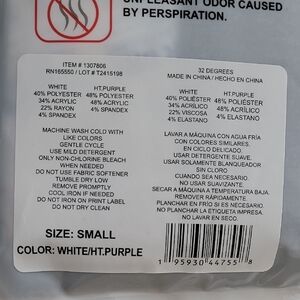 UNPLEASANT ODOR CAUSED
BY PERSPIRATION.
ITEM # 1307806
RN165550 / LOT # T2415198
WHITE HT.PURPLE
40% POLYESTER 48% POLYESTER
34% ACRYLIC 48% ACRYLIC
22% RAYON 4% SPANDEX
4% SPANDEX
MACHINE WASH COLD WITH
LIKE COLORS
GENTLE CYCLE
USE MILD DETERGENT
ONLY NON-CHLORINE BLEACH
WHEN NEEDED
DO NOT USE FABRIC SOFTENER
TUMBLE DRY LOW
REMOVE PROMPTLY
COOL IRON IF NEEDED
DO NOT IRON ON PRINT LABEL
DO NOT DRY CLEAN
32 DEGREES
MADE IN CHINA / HECHO EN CHINA
WHITE HT.PURPLE
40% POLIÉSTER 48% POLIÉSTER
34% ACRÍLICO 48% ACRÍLICO
22% VISCOSA 4% ELASTANO
4% ELASTANO
LAVAR A MÁQUINA CON AGUA FRÍA
CON COLORES SIMILARES.
EN CICLO DELICADO.
USAR DETERGENTE SUAVE.
USAR SOLAMENTE BLANQUEADOR
SIN CLORO
CUANDO SEA NECESARIO.
NO USAR SUAVIZANTE.
SECAR A MÁQUINA A TEMPERATURA BAJA.
REMOVER RÁPIDAMENTE.
PLANCHAR EN FRÍO SI ES NECESARIO.
NO PLANCHAR LA ETIQUETA IMPRESA
NO LAVAR EN SECO
SIZE: SMALL
COLOR: WHITE/HT.PURPLE
1 95930 44755 8